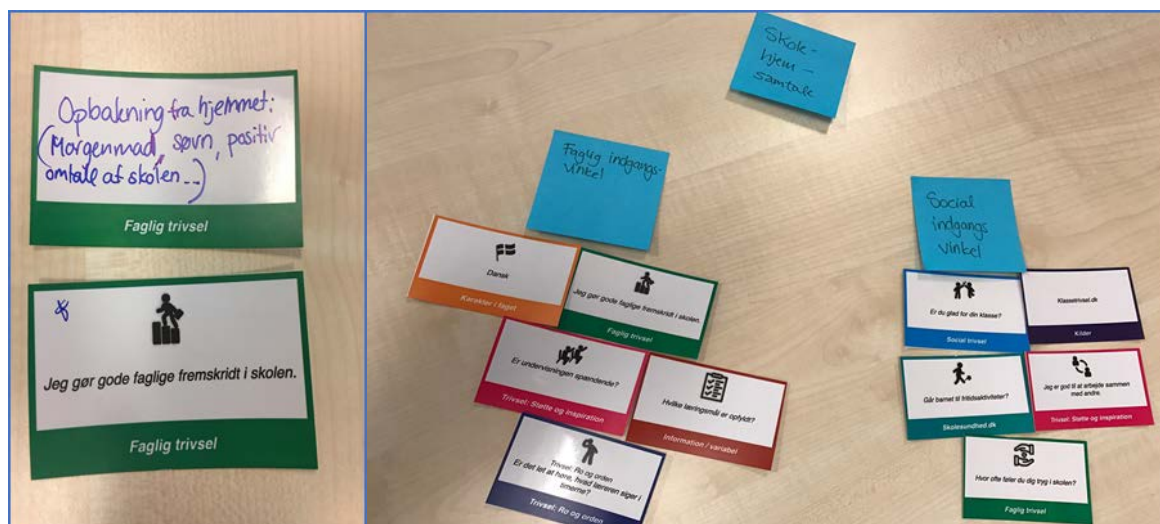 Opbakning fra hjemmet:
(Morgenmad, søvn, positiv
omtale af skolen...)
Faglig trivsel
Jeg gør gode faglige fremskridt i skolen.
Faglig trivsel
Skole-
hjem-
samtale
Faglig indgangs-
vinkel
Dansk
Karakter i faget
Jeg gør gode faglige fremskridt i skolen.
Faglig trivsel
Er undervisningen spændende?
Trivsel: Støtte og inspiration
Hvilke læringsmål er opfyldt?
Information / variabel
Trivsel: Ro og orden
Er det let at høre, hvad læreren siger i
timerne?
Trivsel: Ro og orden
Social
indgangs
vinkel
Er du glad for din klasse?
Social trivsel
Klassetrivsel.dk
Kilder
Går barnet til fritidsaktiviteter?
Skolesundhed.dk
Jeg er god til at arbejde sammen
med andre.
Trivsel: Støtte og inspiration
Hvor ofte føler du dig tryg i skolen?
Faglig trivsel